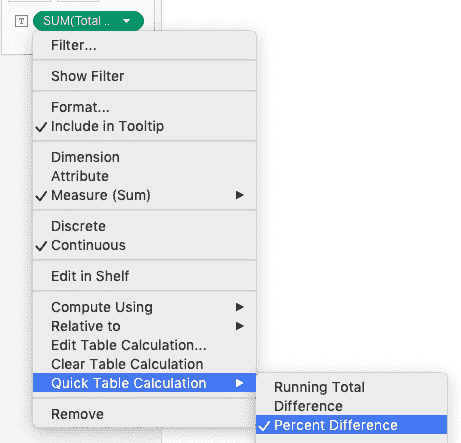 T SUM(Total ..
Filter...
Show Filter
Format...
Include in Tooltip
Dimension
Attribute
Measure (Sum)
Discrete
Continuous
Edit in Shelf
Compute Using
Relative to
Edit Table Calculation...
Clear Table Calculation
Quick Table Calculation
Remove
Running Total
Difference
Percent Difference